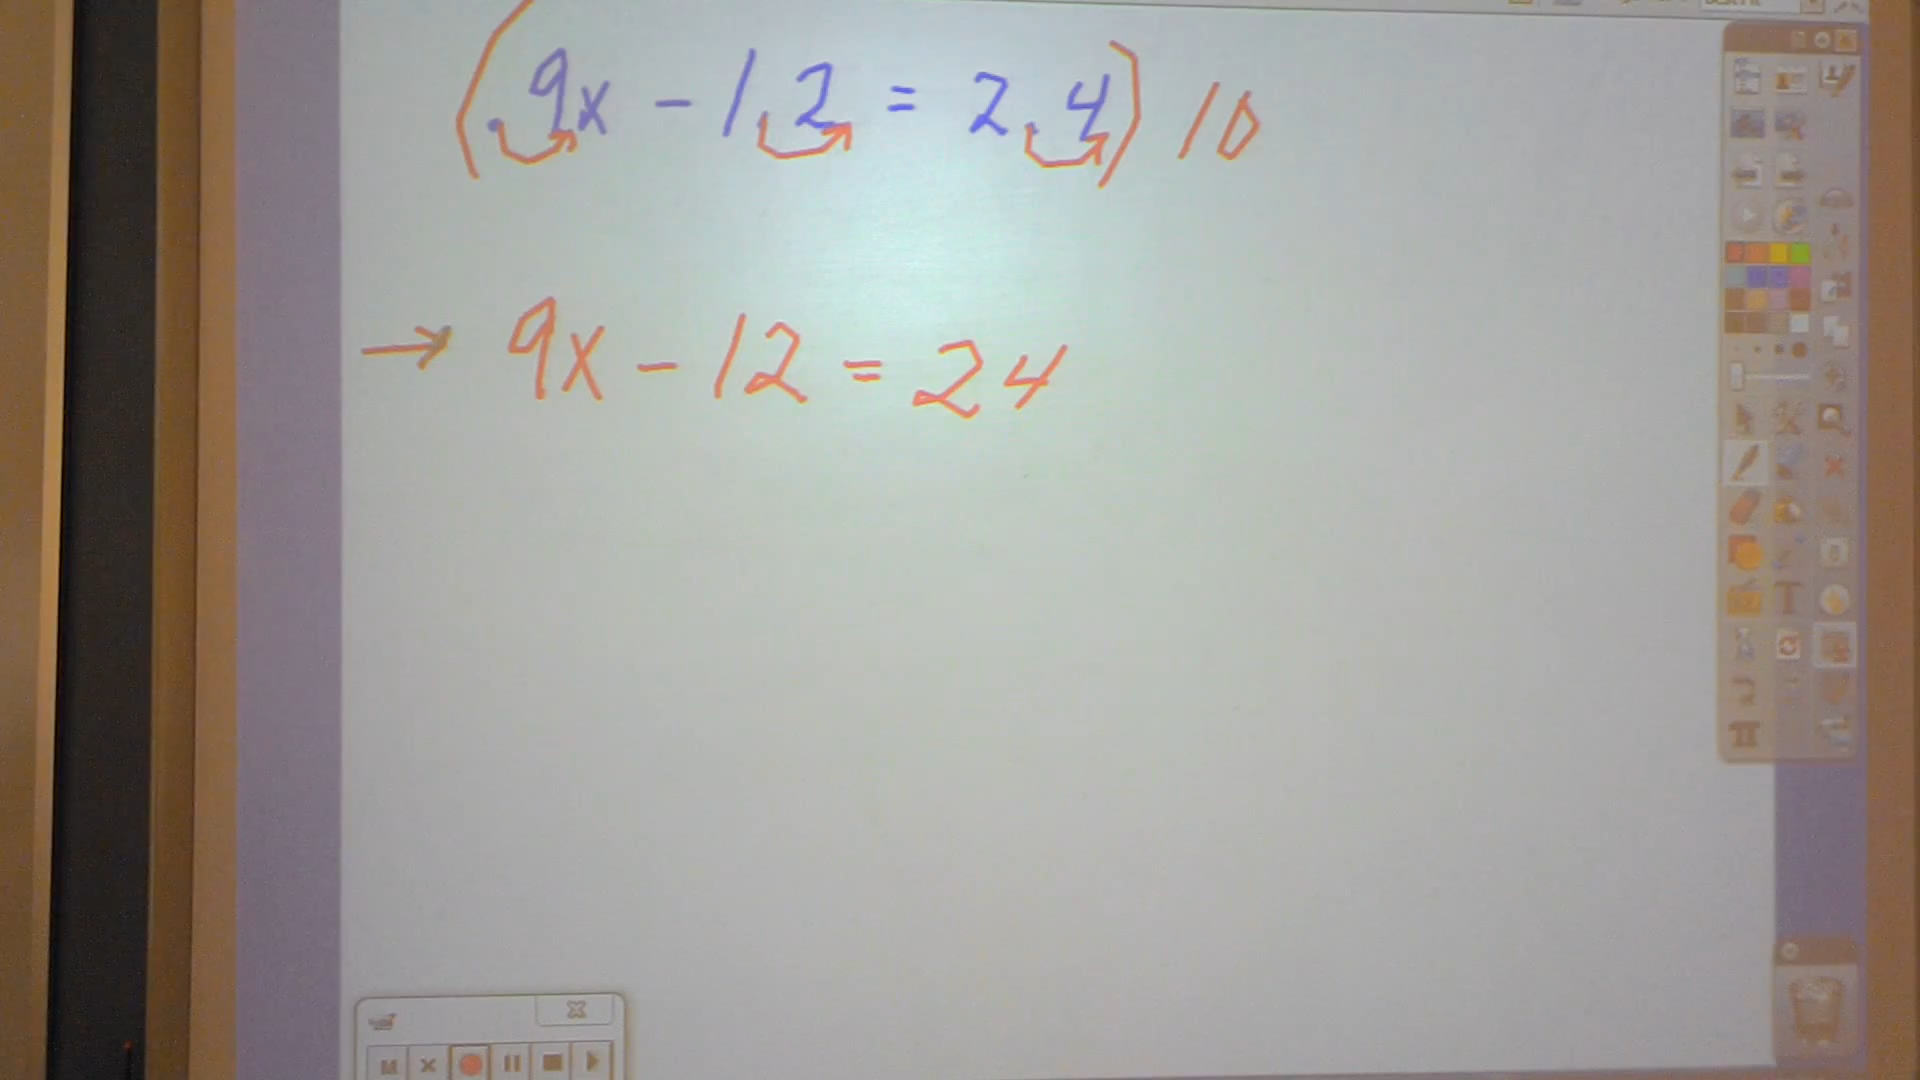 (.9x - 1.2 = 2.4) 10
→ 9x - 12 = 24